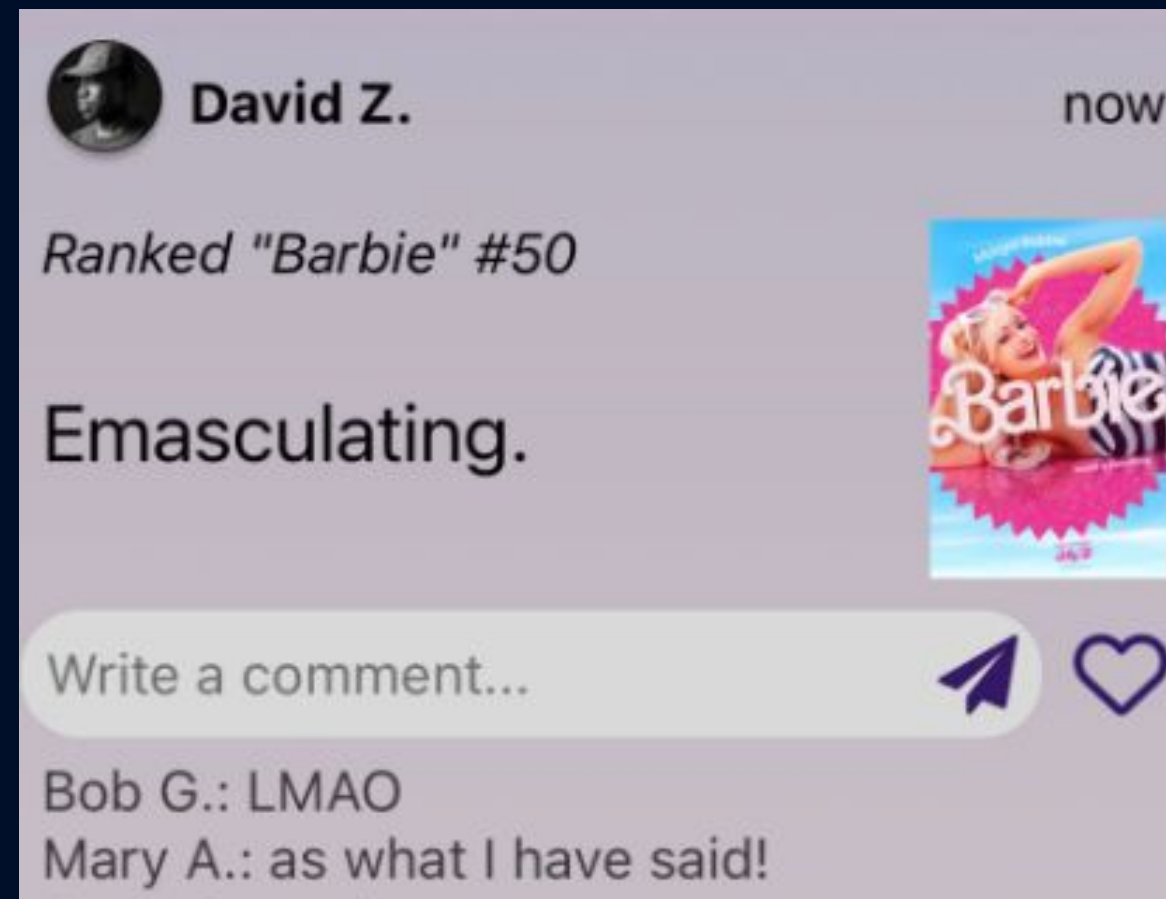 David Z.
now
Ranked "Barbie" #50
Emasculating.
Barbie
Write a comment...
Bob G.: LMAO
Mary A.: as what I have said!